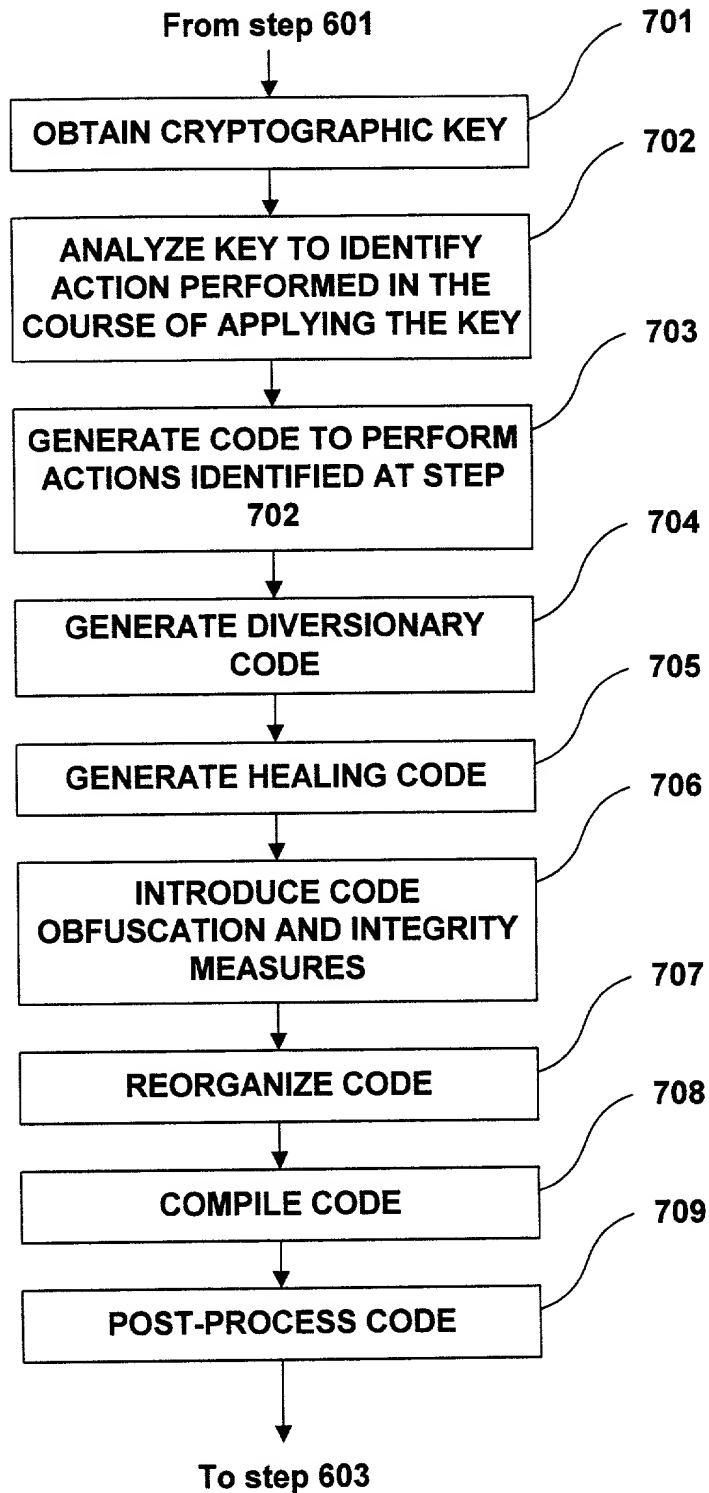 From step 601
701
OBTAIN CRYPTOGRAPHIC KEY
702
ANALYZE KEY TO IDENTIFY
ACTION PERFORMED IN THE
COURSE OF APPLYING THE KEY
703
GENERATE CODE TO PERFORM
ACTIONS IDENTIFIED AT STEP
702
704
GENERATE DIVERSIONARY
CODE
705
GENERATE HEALING CODE
706
INTRODUCE CODE
OBFUSCATION AND INTEGRITY
MEASURES
707
REORGANIZE CODE
708
COMPILE CODE
709
POST-PROCESS CODE
To step 603